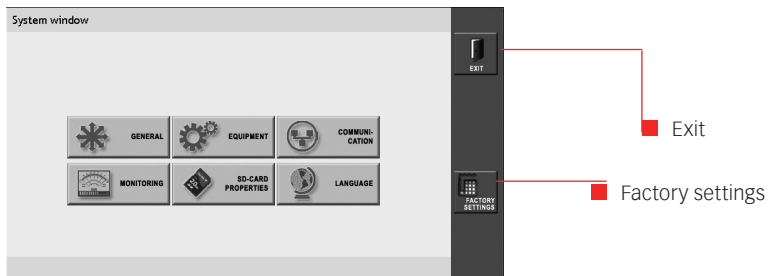 System window
EXIT
Exit
GENERAL
EQUIPMENT
COMMUNI-
CATION
MONITORING
SD-CARD
PROPERTIES
LANGUAGE
FACTORY
SETTINGS
Factory settings